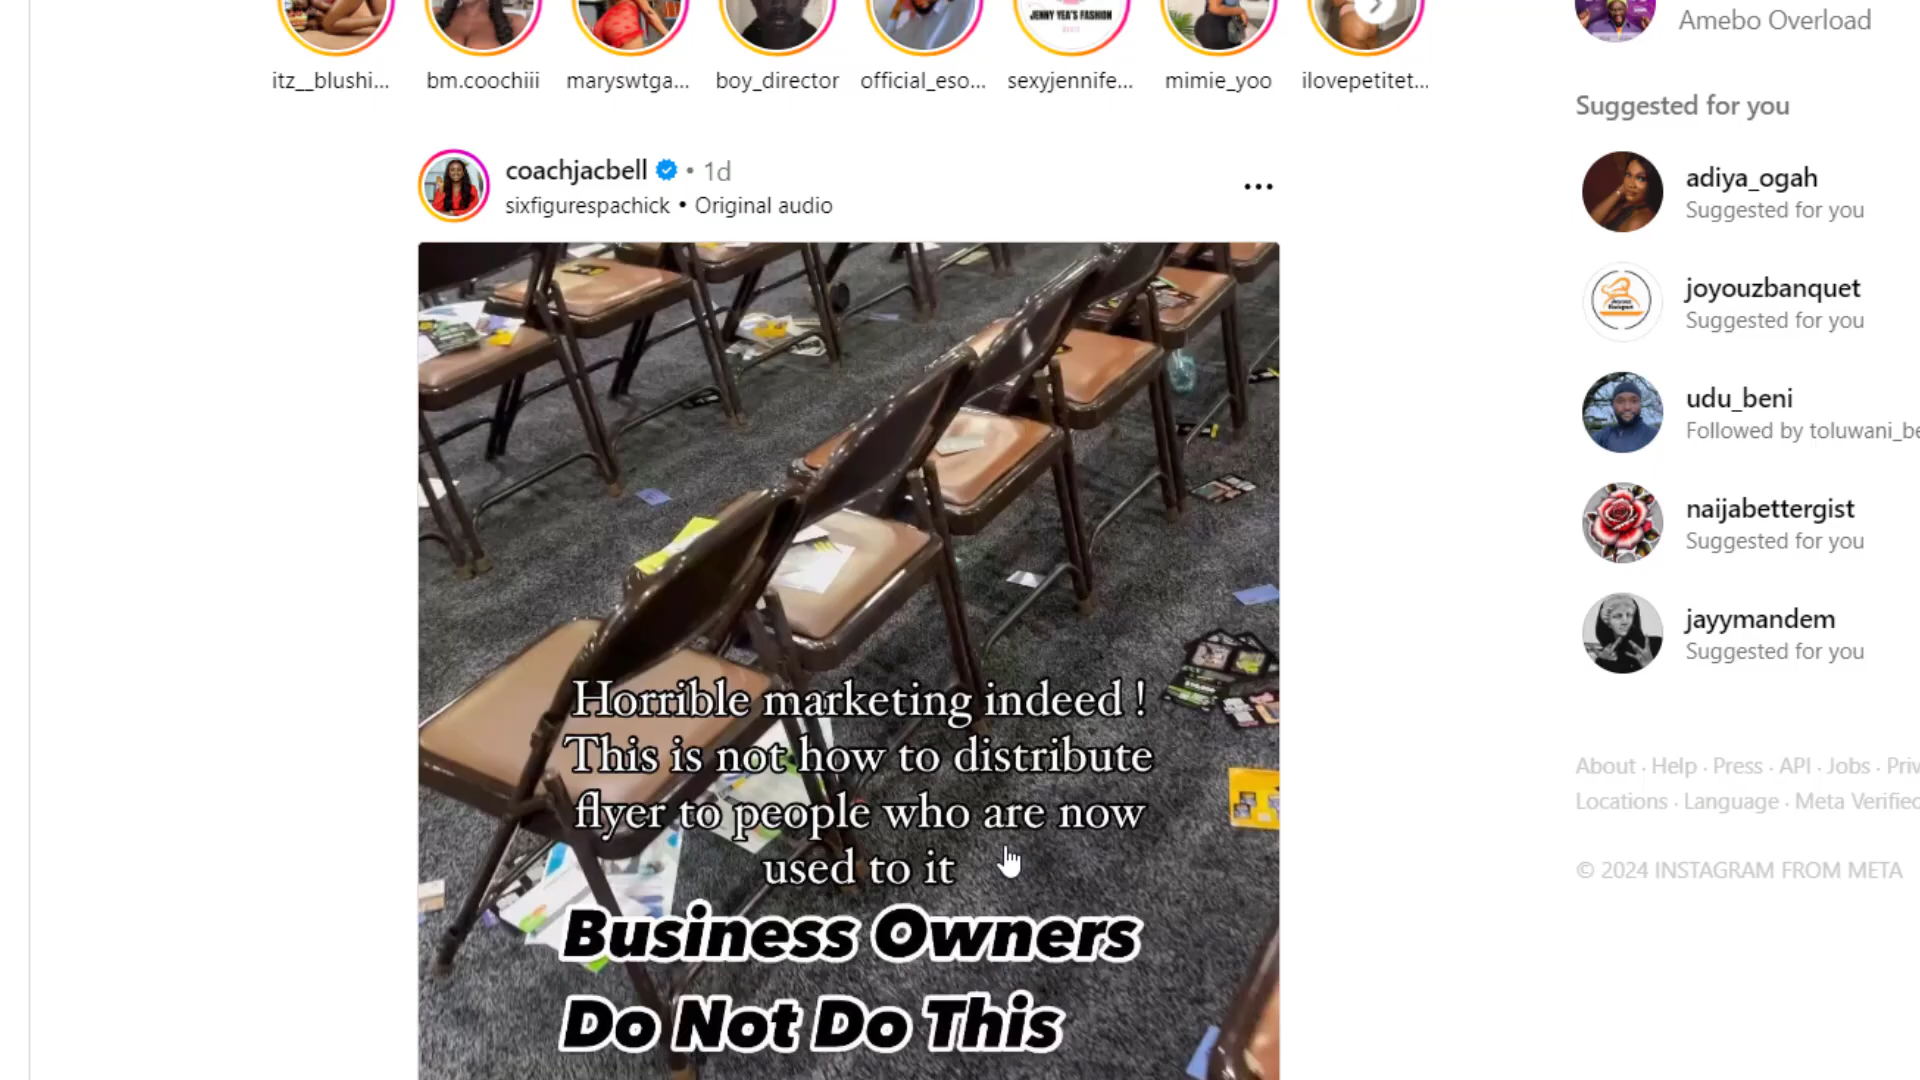 JENNY YEA'S FASHION
Amebo Overload
itz__blushi... bm.coochiii maryswtga... boy_director official_eso... sexyjennife... mimie_yoo ilovepetitet...
Suggested for you
coachjacbell • 1d
sixfigurespachick • Original audio
adiya_ogah
Suggested for you
joyouzbanquet
Suggested for you
udu_beni
Followed by toluwani_be
naijabettergist
Suggested for you
jayymandem
Suggested for you
Horrible marketing indeed !
This is not how to distribute
flyer to people who are now
used to it
Business Owners
Do Not Do This
About · Help · Press · API · Jobs · Priv
Locations · Language · Meta Verified
© 2024 INSTAGRAM FROM META